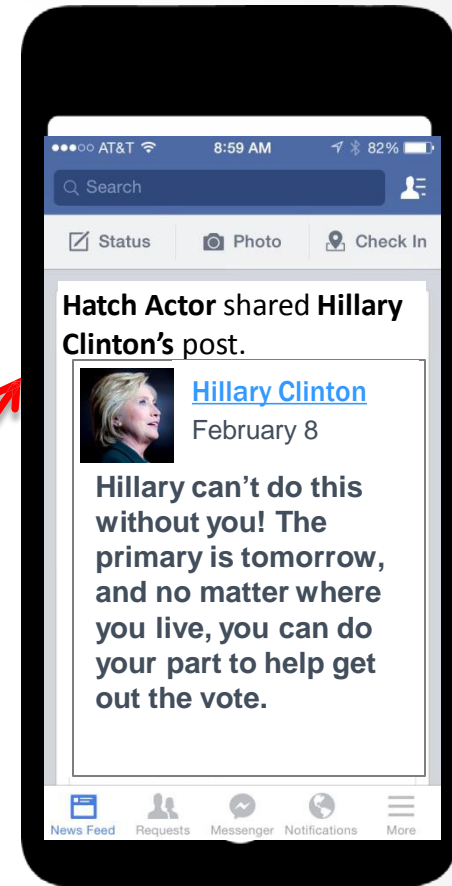 AT&T 8:59 AM 82%
Search
Status Photo Check In
Hatch Actor shared Hillary
Clinton's post.
Hillary Clinton
February 8
Hillary can't do this
without you! The
primary is tomorrow,
and no matter where
you live, you can do
your part to help get
out the vote.
News Feed Requests Messenger Notifications More